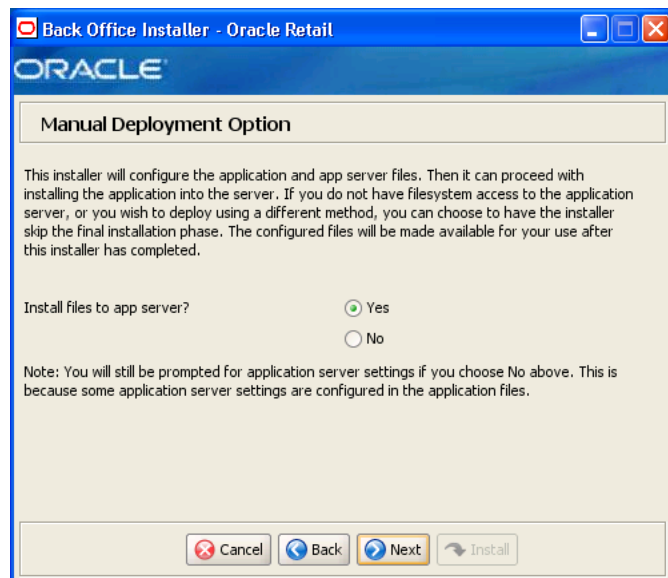 Back Office Installer - Oracle Retail
ORACLE
Manual Deployment Option
This installer will configure the application and app server files. Then it can proceed with
installing the application into the server. If you do not have filesystem access to the application
server, or you wish to deploy using a different method, you can choose to have the installer
skip the final installation phase. The configured files will be made available for your use after
this installer has completed.
Install files to app server?
Yes
No
Note: You will still be prompted for application server settings if you choose No above. This is
because some application server settings are configured in the application files.
Cancel Back Next Install